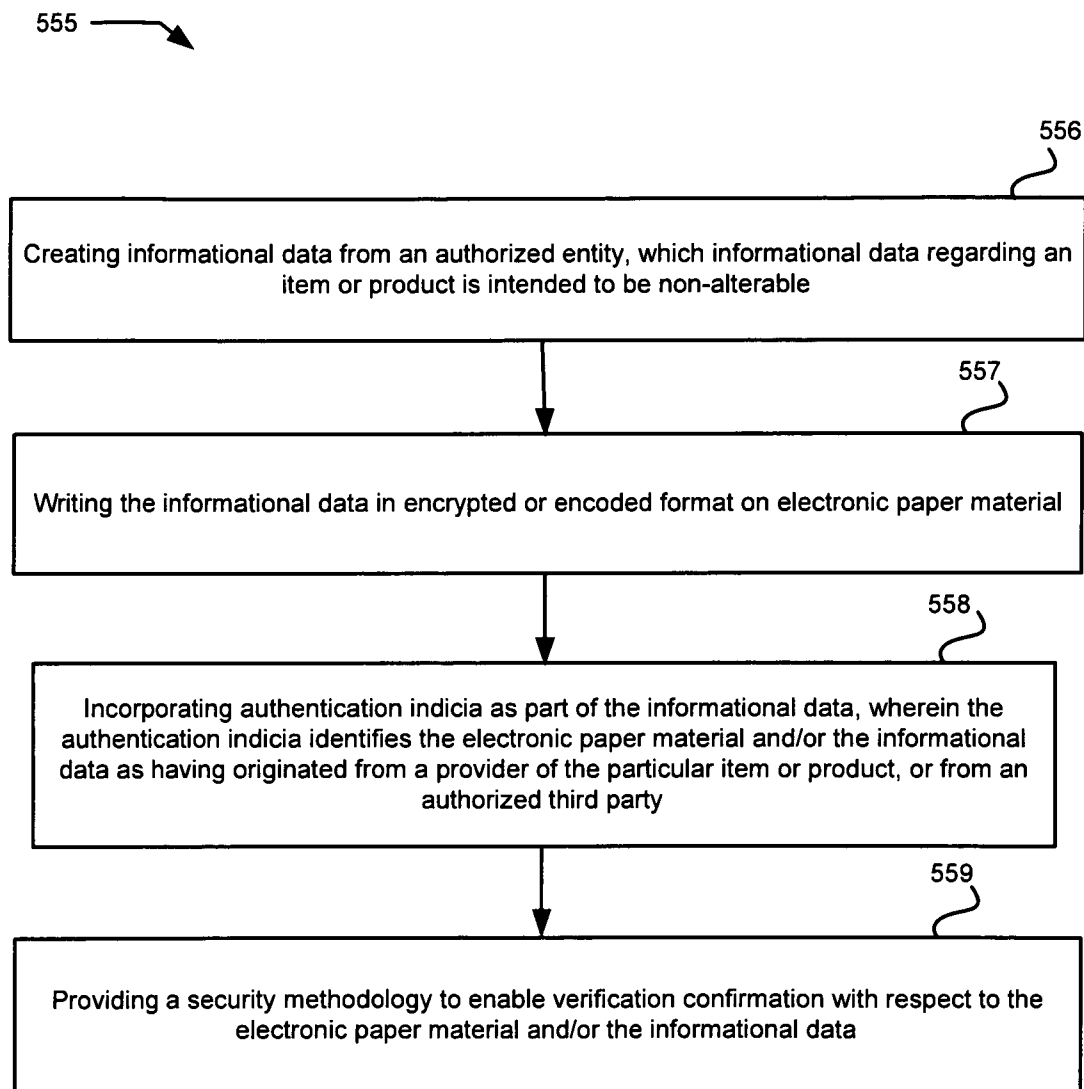 555
556
Creating informational data from an authorized entity, which informational data regarding an
item or product is intended to be non-alterable
557
Writing the informational data in encrypted or encoded format on electronic paper material
558
Incorporating authentication indicia as part of the informational data, wherein the
authentication indicia identifies the electronic paper material and/or the informational
data as having originated from a provider of the particular item or product, or from an
authorized third party
559
Providing a security methodology to enable verification confirmation with respect to the
electronic paper material and/or the informational data